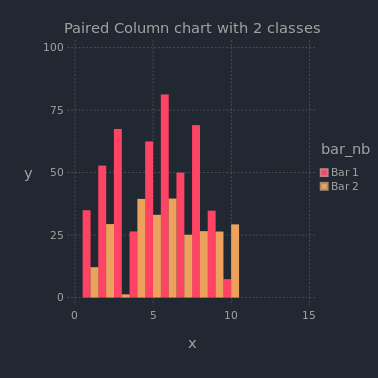 Paired Column chart with 2 classes
100
75
50
25
0
y
0 5 10 15
x
bar_nb
Bar 1
Bar 2